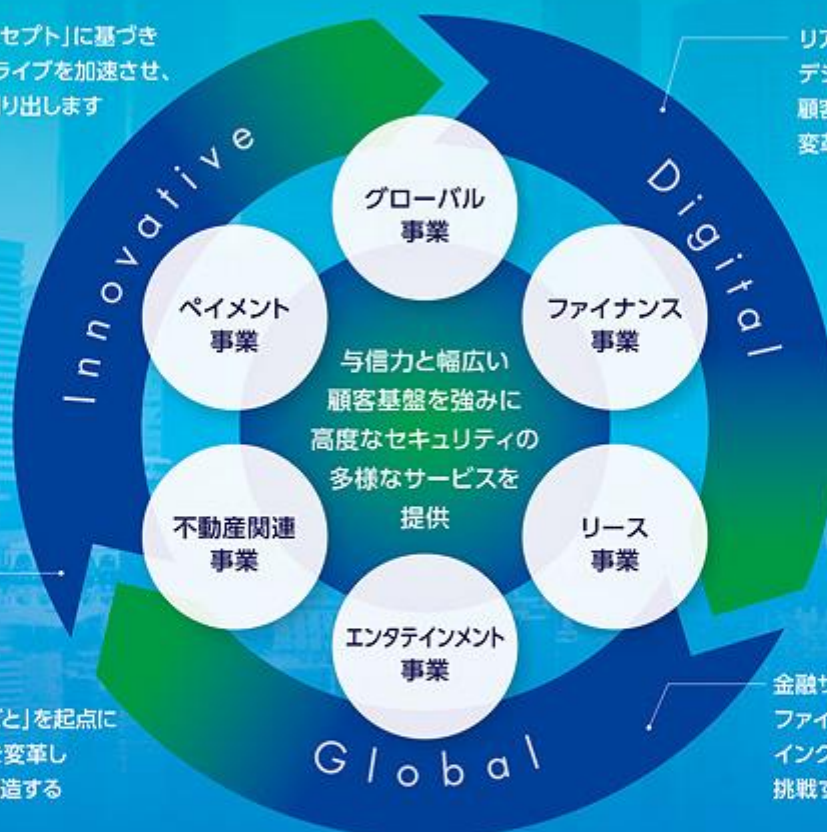 セプト」に基づき
ライブを加速させ、
り出します
リア
デジ
顧客
変革
Innovative
Digital
グローバル
事業
ペイメント
事業
ファイナンス
事業
与信力と幅広い
顧客基盤を強みに
高度なセキュリティの
多様なサービスを
提供
不動産関連
事業
リース
事業
エンタテインメント
事業
Global
ごと」を起点に
を変革し
造する
金融サ
ファイ
インク
挑戦す